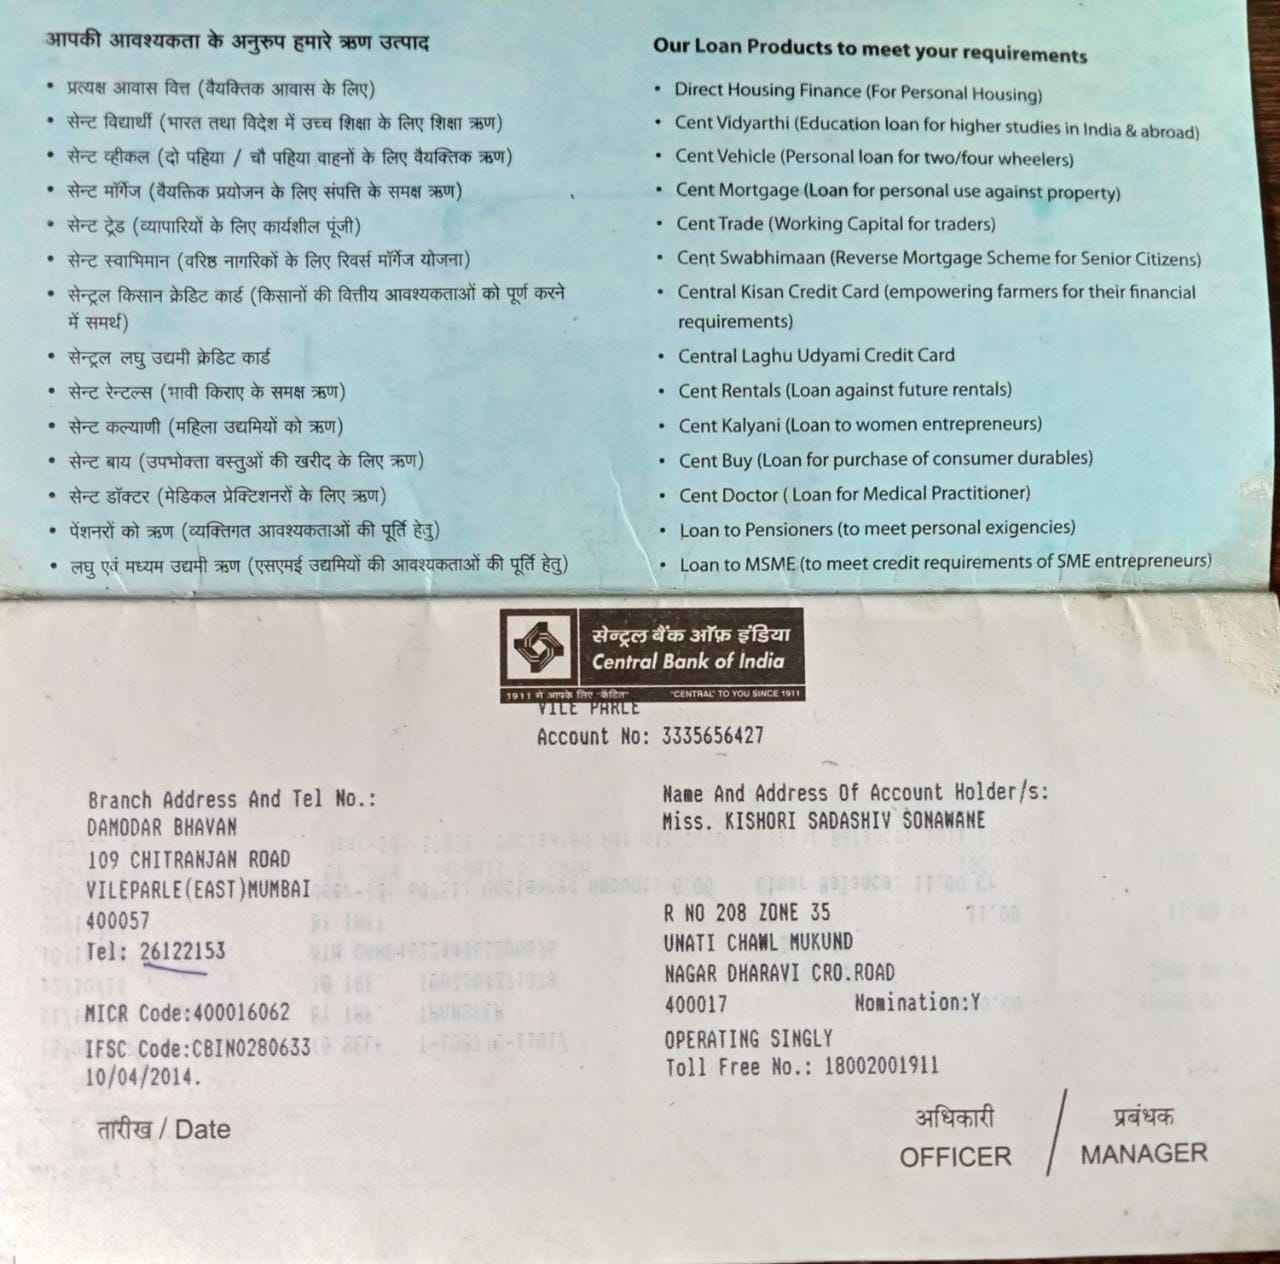 आपकी आवश्यकता के अनुरुप हमारे ऋण उत्पाद
• प्रत्यक्ष आवास वित्त (वैयक्तिक आवास के लिए)
• सेन्ट विद्यार्थी (भारत तथा विदेश में उच्च शिक्षा के लिए शिक्षा ऋण)
• सेन्ट व्हीकल (दो पहिया / चौ पहिया वाहनों के लिए वैयक्तिक ऋण)
• सेन्ट मॉर्गेज (वैयक्तिक प्रयोजन के लिए संपत्ति के समक्ष ऋण)
• सेन्ट ट्रेड (व्यापारियों के लिए कार्यशील पूंजी)
• सेन्ट स्वाभिमान (वरिष्ठ नागरिकों के लिए रिवर्स मॉर्गेज योजना)
• सेन्ट्रल किसान क्रेडिट कार्ड (किसानों की वित्तीय आवश्यकताओं को पूर्ण करने
में समर्थ)
• सेन्ट्रल लघु उद्यमी क्रेडिट कार्ड
• सेन्ट रेन्टल्स (भावी किराए के समक्ष ऋण)
• सेन्ट कल्याणी (महिला उद्यमियों को ऋण)
• सेन्ट बाय (उपभोक्ता वस्तुओं की खरीद के लिए ऋण)
• सेन्ट डॉक्टर (मेडिकल प्रेक्टिशनरों के लिए ऋण)
• पेंशनरों को ऋण (व्यक्तिगत आवश्यकताओं की पूर्ति हेतु)
• लघु एवं मध्यम उद्यमी ऋण (एसएमई उद्यमियों की आवश्यकताओं की पूर्ति हेतु)
Our Loan Products to meet your requirements
• Direct Housing Finance (For Personal Housing)
• Cent Vidyarthi (Education loan for higher studies in India & abroad)
• Cent Vehicle (Personal loan for two/four wheelers)
• Cent Mortgage (Loan for personal use against property)
• Cent Trade (Working Capital for traders)
• Cent Swabhimaan (Reverse Mortgage Scheme for Senior Citizens)
• Central Kisan Credit Card (empowering farmers for their financial
requirements)
• Central Laghu Udyami Credit Card
• Cent Rentals (Loan against future rentals)
• Cent Kalyani (Loan to women entrepreneurs)
• Cent Buy (Loan for purchase of consumer durables)
• Cent Doctor ( Loan for Medical Practitioner)
• Loan to Pensioners (to meet personal exigencies)
• Loan to MSME (to meet credit requirements of SME entrepreneurs)
सेन्ट्रल बैंक ऑफ़ इंडिया
Central Bank of India
1911 से आपके लिए "केंद्रित" "CENTRAL" TO YOU SINCE 1911
VILE PARLE
Account No: 3335656427
Branch Address And Tel No.:
DAMODAR BHAVAN
109 CHITRANJAN ROAD
VILEPARLE(EAST)MUMBAI
400057
Tel: 26122153
MICR Code:400016062
IFSC Code:CBIN0280633
10/04/2014.
तारीख / Date
Name And Address Of Account Holder/s:
Miss. KISHORI SADASHIV SONAWANE
R NO 208 ZONE 35
UNATI CHAWL MUKUND
NAGAR DHARAVI CRO.ROAD
400017 Nomination:Y
OPERATING SINGLY
Toll Free No.: 18002001911
अधिकारी / प्रबंधक
OFFICER / MANAGER